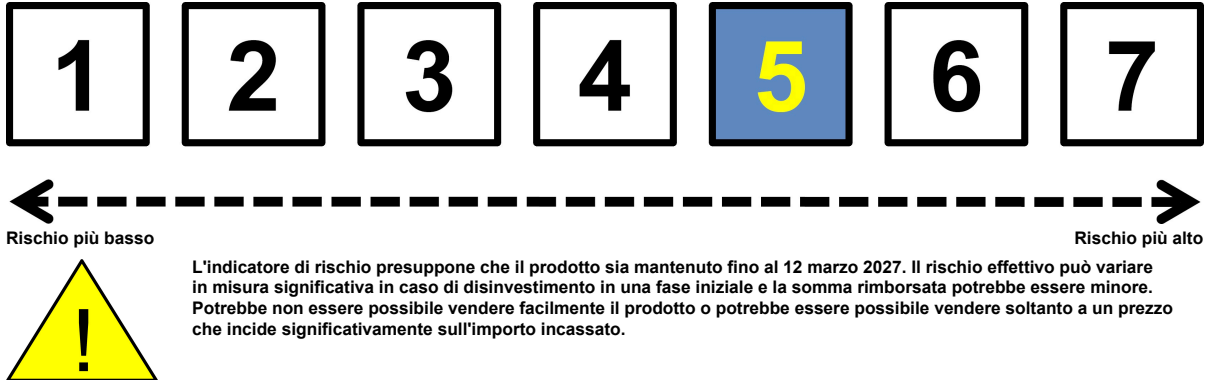 1 2 3 4 5 6 7
Rischio più basso Rischio più alto
L'indicatore di rischio presuppone che il prodotto sia mantenuto fino al 12 marzo 2027. Il rischio effettivo può variare
in misura significativa in caso di disinvestimento in una fase iniziale e la somma rimborsata potrebbe essere minore.
Potrebbe non essere possibile vendere facilmente il prodotto o potrebbe essere possibile vendere soltanto a un prezzo
che incide significativamente sull'importo incassato.
!